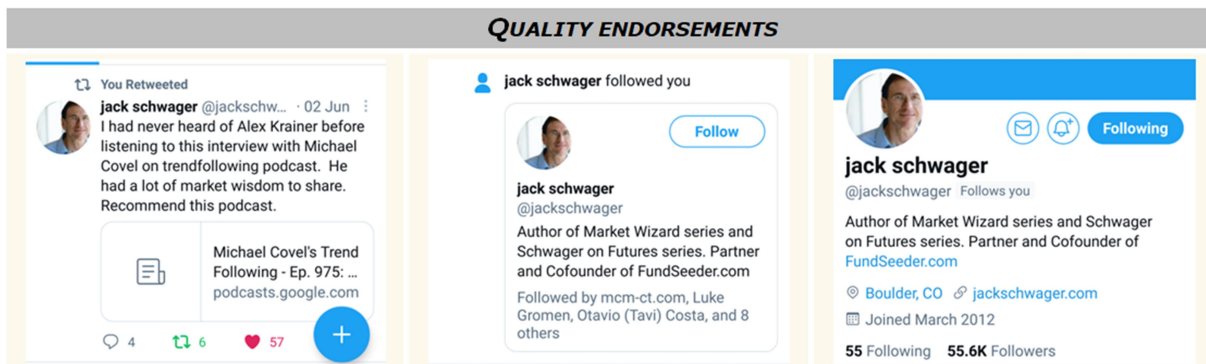 QUALITY ENDORSEMENTS
You Retweeted
jack schwager @jackschw... · 02 Jun
I had never heard of Alex Krainer before
listening to this interview with Michael
Covel on trendfollowing podcast. He
had a lot of market wisdom to share.
Recommend this podcast.
Michael Covel's Trend
Following - Ep. 975: ...
podcasts.google.com
4 6 57
jack schwager followed you
Follow
jack schwager
@jackschwager
Author of Market Wizard series and
Schwager on Futures series. Partner
and Cofounder of FundSeeder.com
Followed by mcm-ct.com, Luke
Gromen, Otavio (Tavi) Costa, and 8
others
Following
jack schwager
@jackschwager Follows you
Author of Market Wizard series and Schwager
on Futures series. Partner and Cofounder of
FundSeeder.com
Boulder, CO jackschwager.com
Joined March 2012
55 Following 55.6K Followers